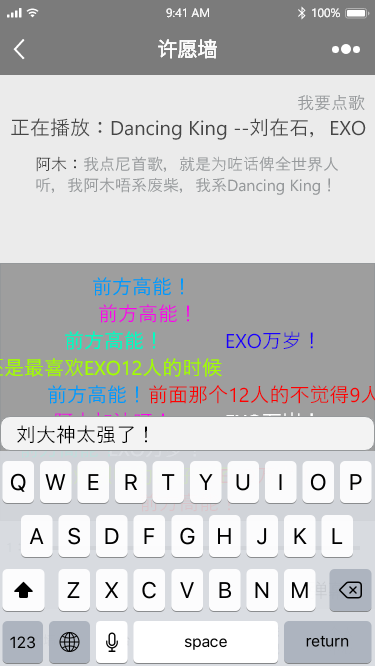 9:41 AM 100%
许愿墙
我要点歌
正在播放：Dancing King --刘在石，EXO
阿木：我点尼首歌，就是为咗话俾全世界人
听，我阿木唔系废柴，我系Dancing King！
前方高能！
前方高能！
前方高能！ EXO万岁！
是最喜欢EXO12人的时候
前方高能！前面那个12人的不觉得9人
刘大神太强了！
Q W E R T Y U I O P
A S D F G H J K L
Z X C V B N M
123 space return